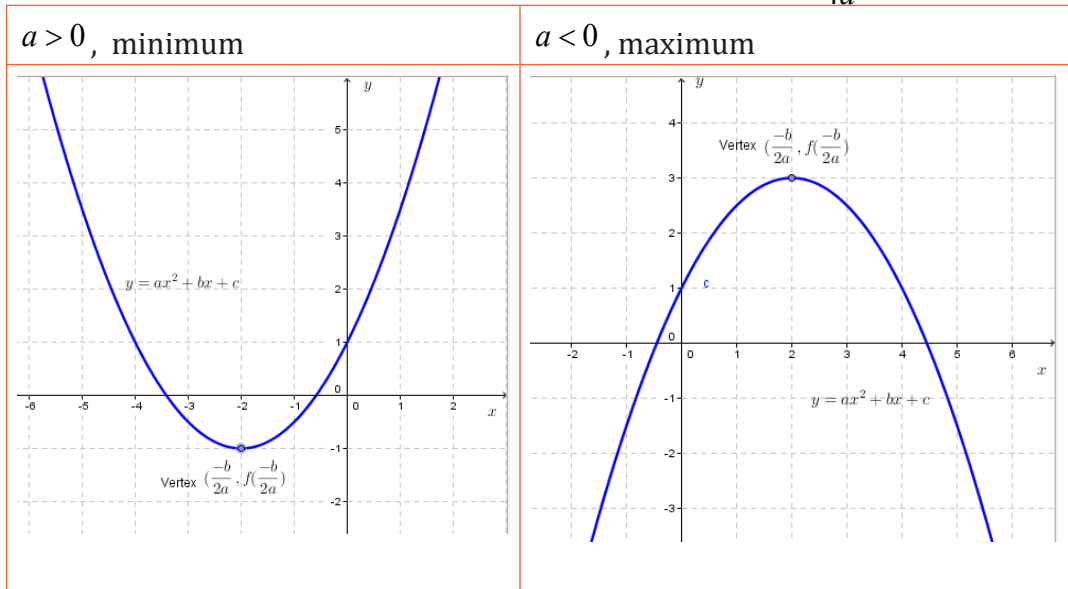 4a
a > 0, minimum
a < 0, maximum
y
5
4
3
2
1
0
-6 -5 -4 -3 -2 -1 0 1 2 x
-1
-2
y = ax² + bx + c
Vertex (-b/2a, f(-b/2a)
y
4
Vertex (-b/2a, f(-b/2a)
3
2
1 c
0
-2 -1 0 1 2 3 4 5 6
x
-1 y = ax² + bx + c
-2
-3